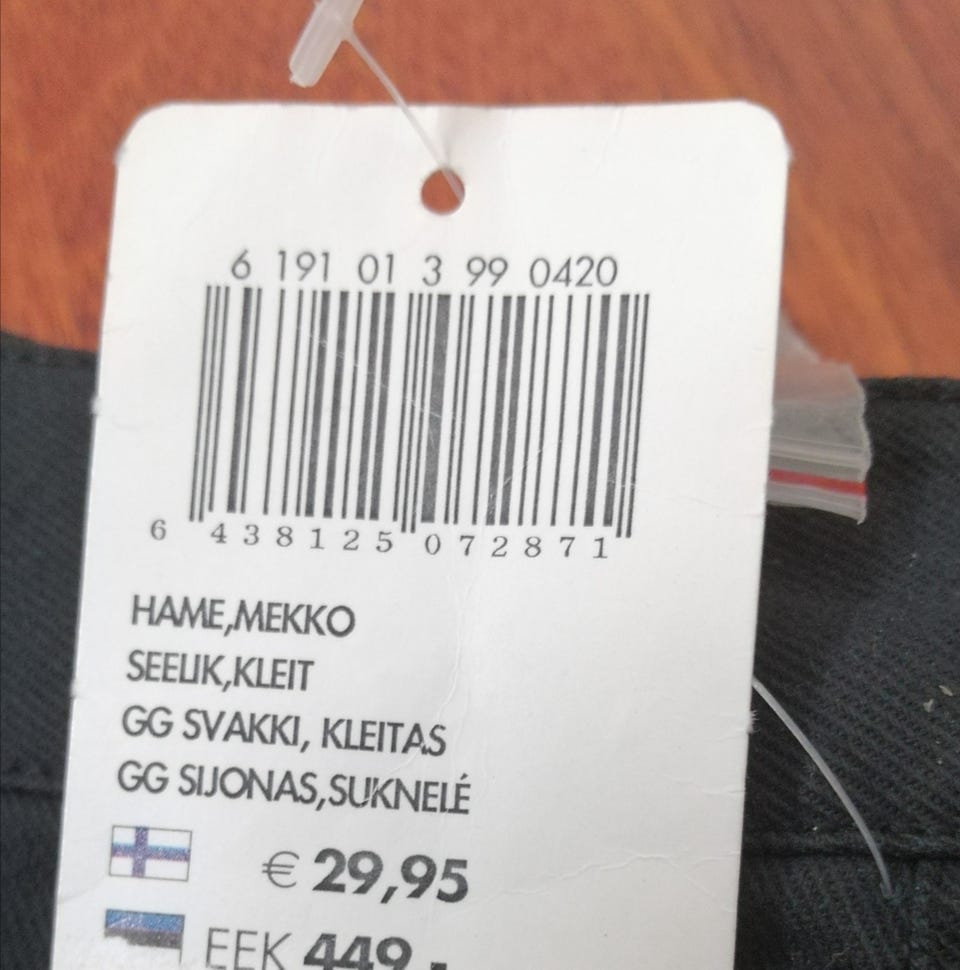 6 191 01 3 99 0420
6 438125 072871
HAME,MEKKO
SEELIK,KLEIT
GG SVAKKI, KLEITAS
GG SIJONAS,SUKNELÉ
€ 29,95
EEK 449,-